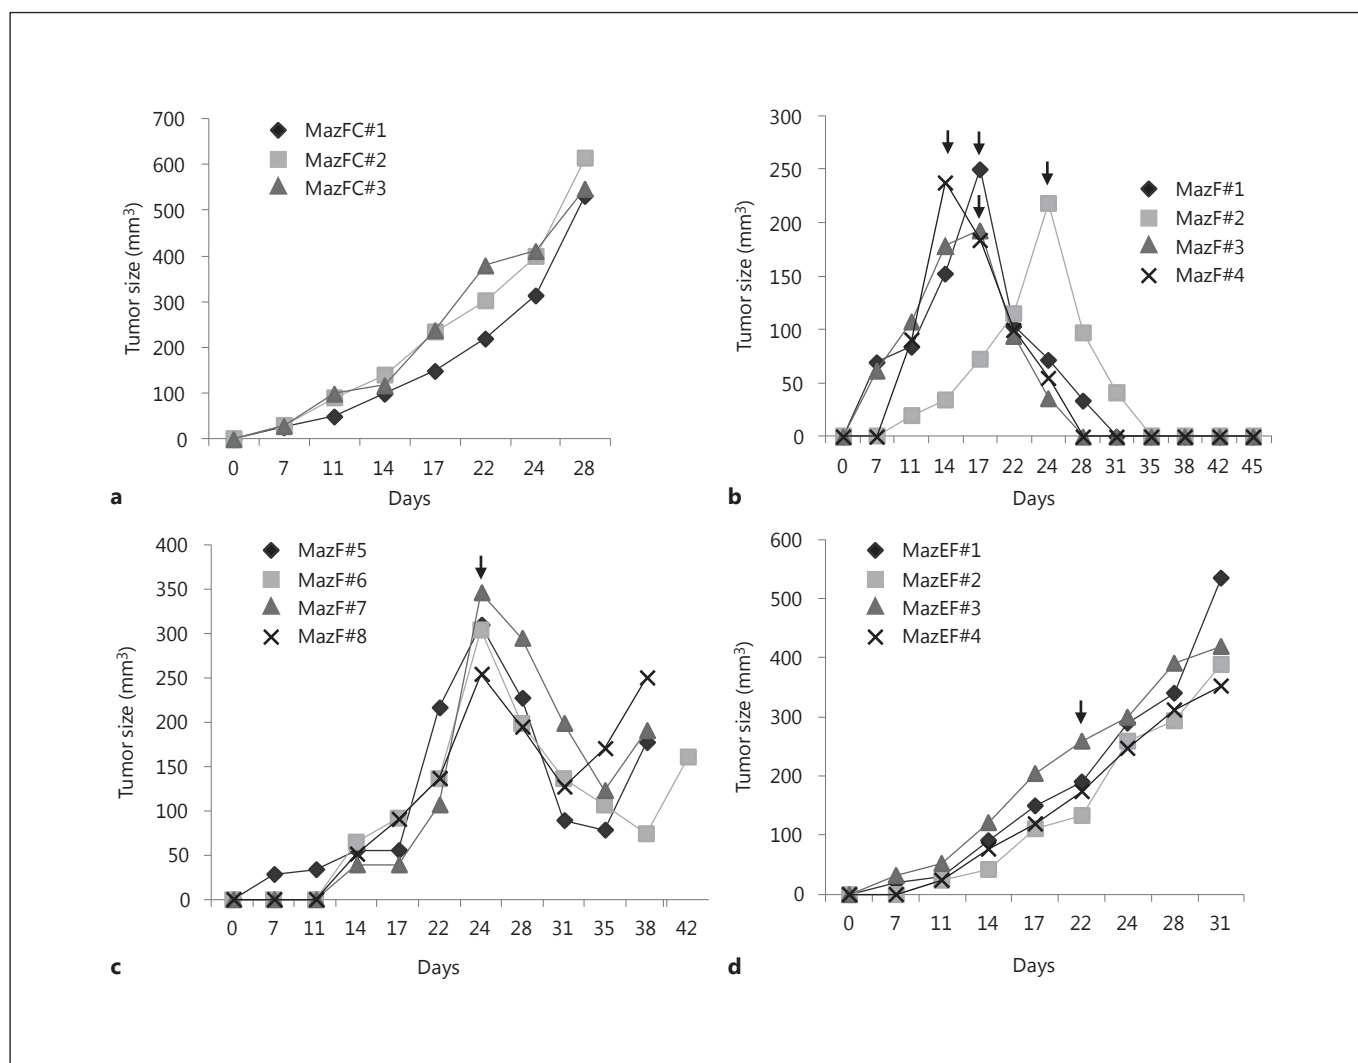 700
600
500
400
300
200
100
0
Tumor size (mm³)
MazFC#1
MazFC#2
MazFC#3
0 7 11 14 17 22 24 28
Days
a
300
250
200
150
100
50
0
Tumor size (mm³)
MazF#1
MazF#2
MazF#3
MazF#4
0 7 11 14 17 22 24 28 31 35 38 42 45
Days
b
400
350
300
250
200
150
100
50
0
Tumor size (mm³)
MazF#5
MazF#6
MazF#7
MazF#8
0 7 11 14 17 22 24 28 31 35 38 42
Days
c
600
500
400
300
200
100
0
Tumor size (mm³)
MazEF#1
MazEF#2
MazEF#3
MazEF#4
0 7 11 14 17 22 24 28 31
Days
d